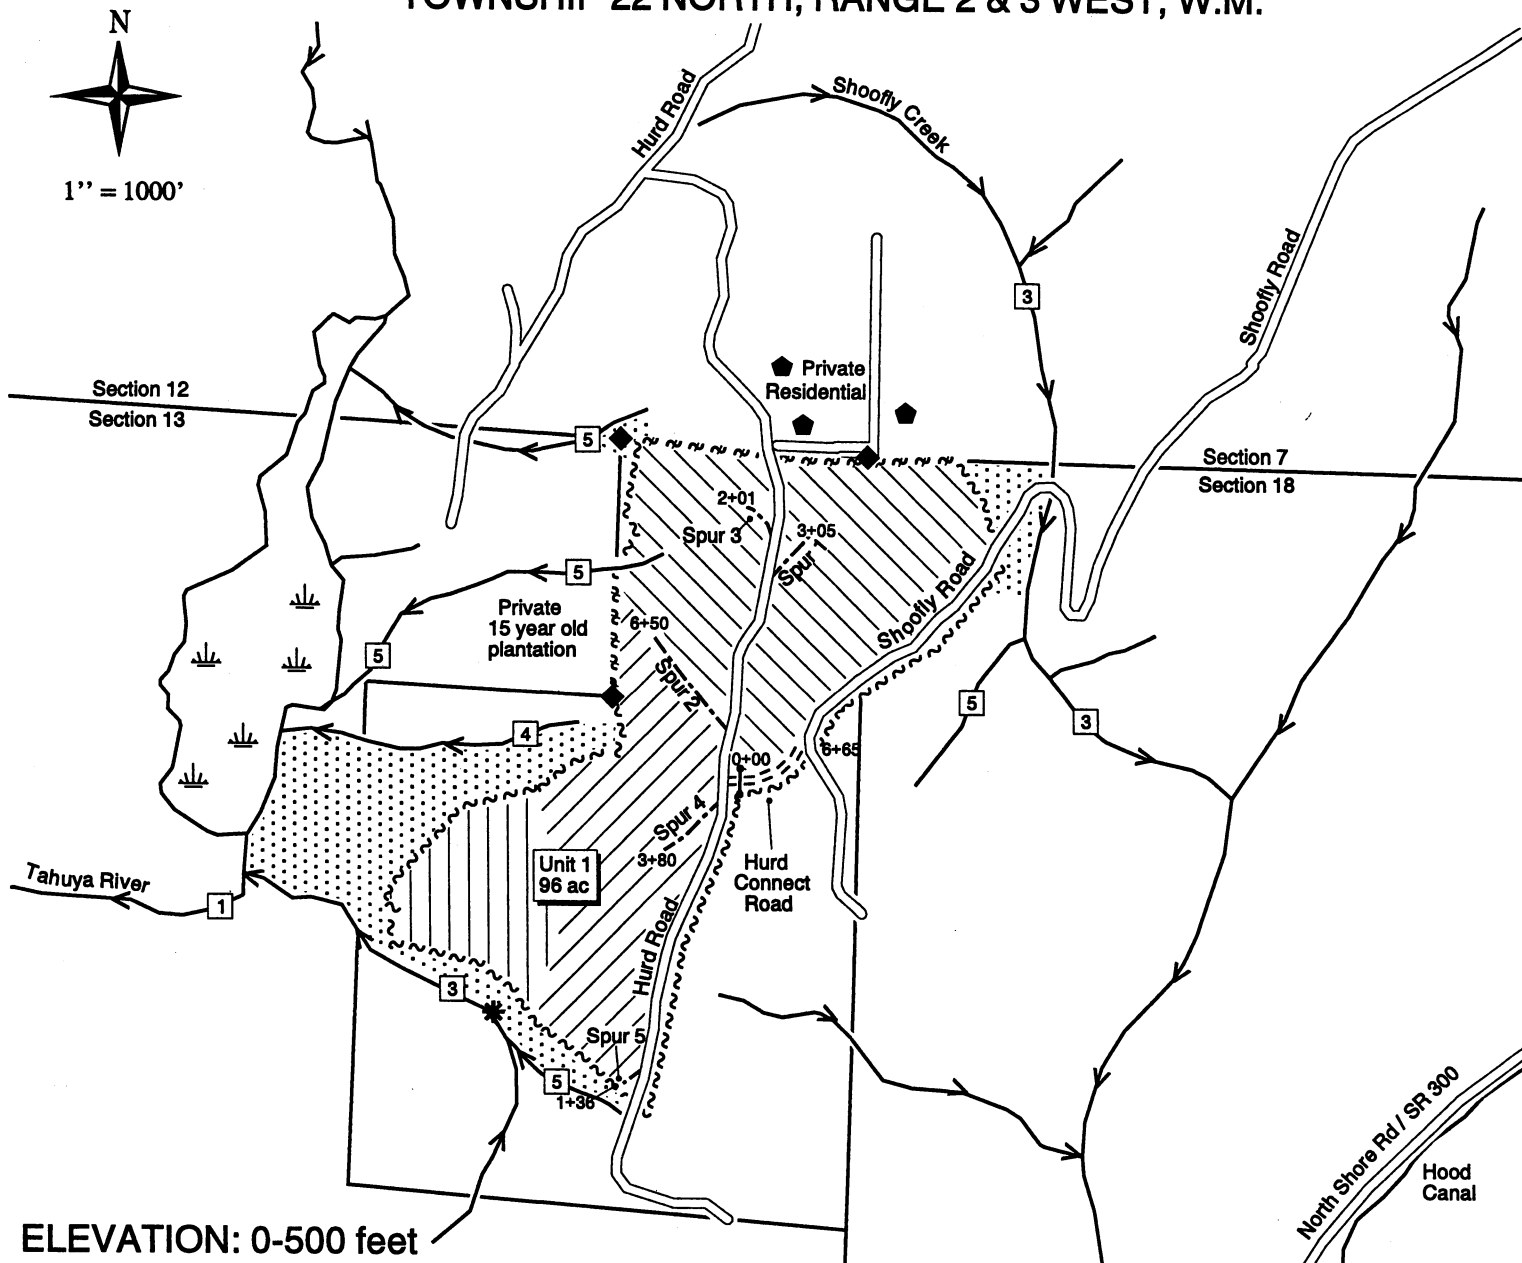 TOWNSHIP 22 NORTH, RANGE 2 & 3 WEST, W.M.
N
1'' = 1000'
Hurd Road
Shoofly Creek
Shoofly Road
3
Private
Residential
Section 12
Section 13
5
Section 7
Section 18
2+01
Spur 3
3+05
Spur 1
5
Private
15 year old
plantation
6+50
Spur 2
Shoofly Road
5
5
3
4
0+00
6+65
Spur 4
3+80
Unit 1
96 ac
Hurd
Connect
Road
Tahuya River
1
Hurd Road
3
Spur 5
5
1+36
North Shore Rd / SR 300
Hood
Canal
ELEVATION: 0-500 feet